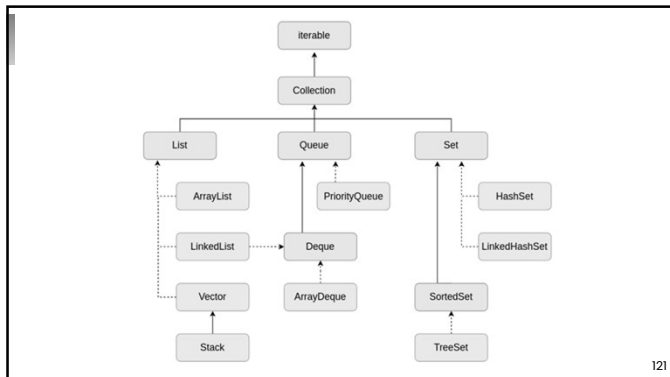 iterable
Collection
List Queue Set
ArrayList PriorityQueue HashSet
LinkedList Deque LinkedHashSet
Vector ArrayDeque SortedSet
Stack TreeSet
121